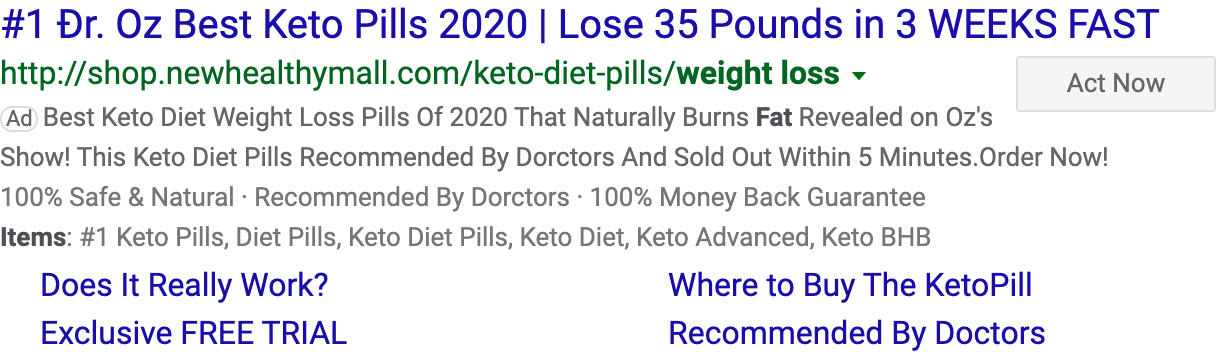 #1 Ðr. Oz Best Keto Pills 2020 | Lose 35 Pounds in 3 WEEKS FAST
http://shop.newhealthymall.com/keto-diet-pills/weight loss
Act Now
Ad Best Keto Diet Weight Loss Pills Of 2020 That Naturally Burns Fat Revealed on Oz's
Show! This Keto Diet Pills Recommended By Dorctors And Sold Out Within 5 Minutes.Order Now!
100% Safe & Natural · Recommended By Dorctors · 100% Money Back Guarantee
Items: #1 Keto Pills, Diet Pills, Keto Diet Pills, Keto Diet, Keto Advanced, Keto BHB
Does It Really Work?
Where to Buy The KetoPill
Exclusive FREE TRIAL
Recommended By Doctors